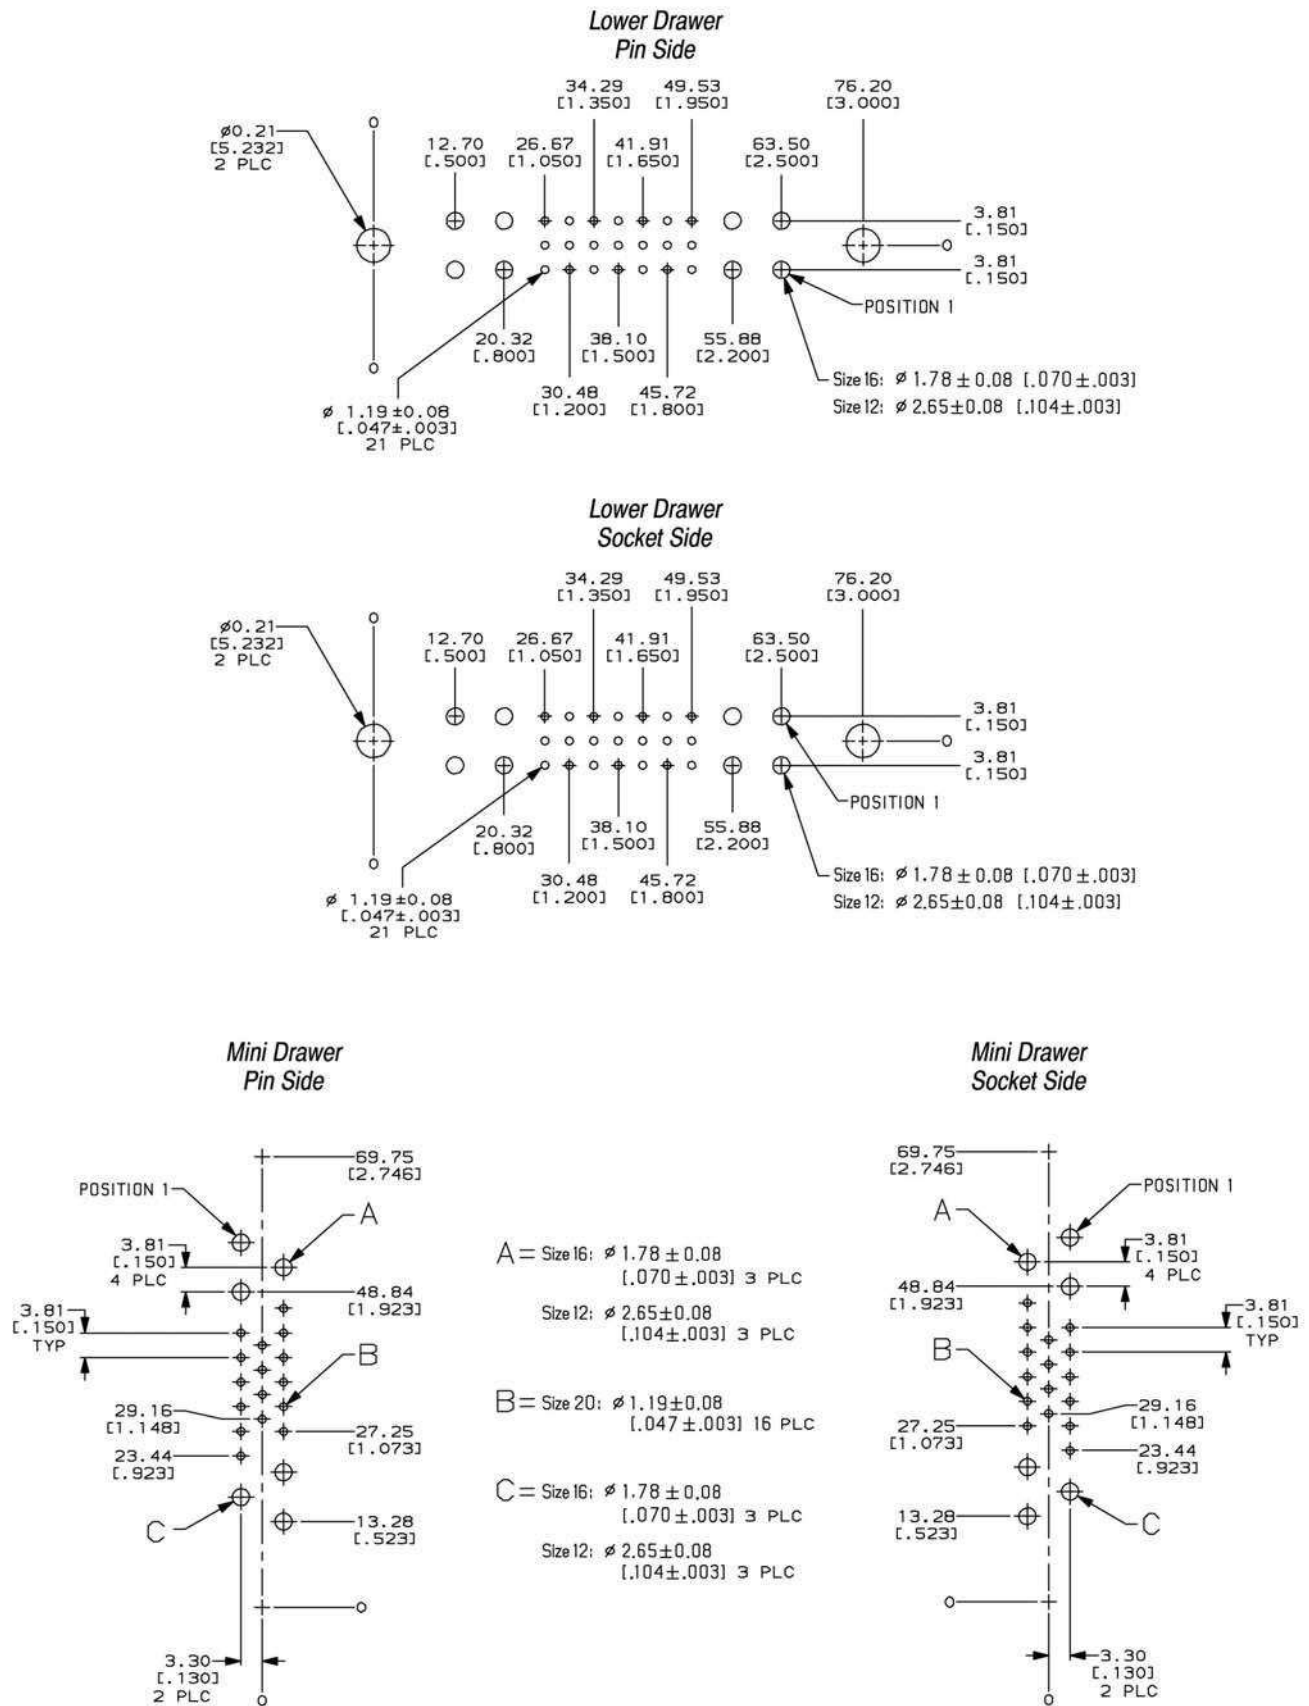 Lower Drawer
Pin Side
34.29
[1.350]
49.53
[1.950]
76.20
[3.000]
0
ø0.21
[5.232]
2 PLC
12.70
[.500]
26.67
[1.050]
41.91
[1.650]
63.50
[2.500]
3.81
[.150]
0
3.81
[.150]
POSITION 1
20.32
[.800]
38.10
[1.500]
55.88
[2.200]
0
30.48
[1.200]
45.72
[1.800]
Size 16: ø 1.78 ± 0.08 [.070±.003]
Size 12: ø 2.65±0.08 [.104±.003]
ø 1.19±0.08
[.047±.003]
21 PLC
Lower Drawer
Socket Side
34.29
[1.350]
49.53
[1.950]
76.20
[3.000]
0
ø0.21
[5.232]
2 PLC
12.70
[.500]
26.67
[1.050]
41.91
[1.650]
63.50
[2.500]
3.81
[.150]
0
3.81
[.150]
POSITION 1
20.32
[.800]
38.10
[1.500]
55.88
[2.200]
0
30.48
[1.200]
45.72
[1.800]
Size 16: ø 1.78 ± 0.08 [.070±.003]
Size 12: ø 2.65±0.08 [.104±.003]
ø 1.19±0.08
[.047±.003]
21 PLC
Mini Drawer
Pin Side
69.75
[2.746]
POSITION 1
A
3.81
[.150]
4 PLC
48.84
[1.923]
3.81
[.150]
TYP
B
29.16
[1.148]
27.25
[1.073]
23.44
[.923]
C
13.28
[.523]
0
3.30
[.130]
2 PLC
0
A = Size 16: ø 1.78 ± 0.08
[.070±.003] 3 PLC
Size 12: ø 2.65±0.08
[.104±.003] 3 PLC
B = Size 20: ø 1.19±0.08
[.047±.003] 16 PLC
C = Size 16: ø 1.78 ± 0.08
[.070±.003] 3 PLC
Size 12: ø 2.65±0.08
[.104±.003] 3 PLC
Mini Drawer
Socket Side
69.75
[2.746]
POSITION 1
A
3.81
[.150]
4 PLC
48.84
[1.923]
3.81
[.150]
TYP
B
29.16
[1.148]
27.25
[1.073]
23.44
[.923]
13.28
[.523]
C
0
3.30
[.130]
2 PLC
0